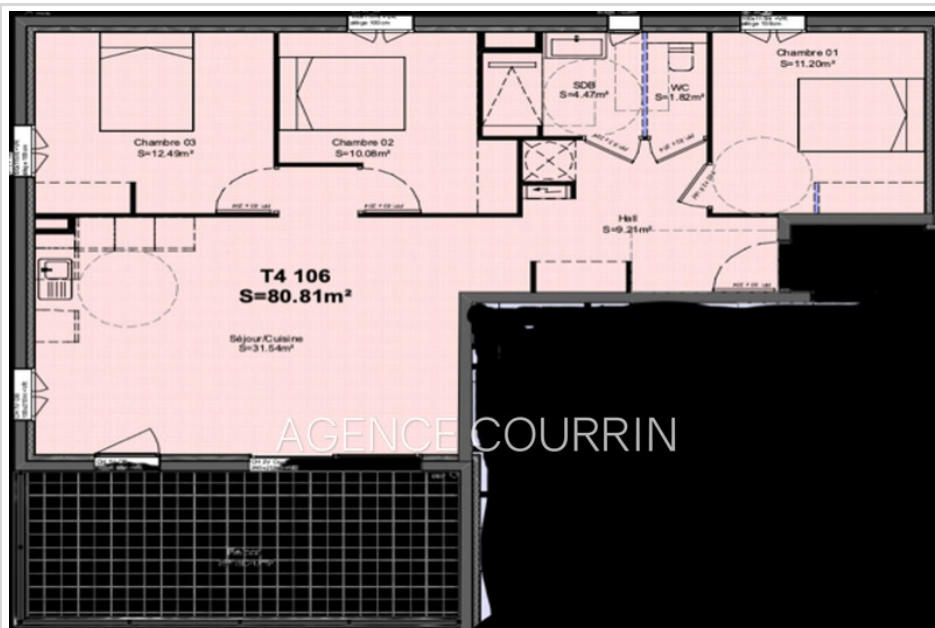 Chambre 03
S=12.49m²
Chambre 02
S=10.08m²
SDB
S=4.47m²
WC
S=1.82m²
Chambre 01
S=11.20m²
Hall
S=9.21m²
T4 106
S=80.81m²
Séjour/Cuisine
S=31.54m²
AGENCE COURRIN